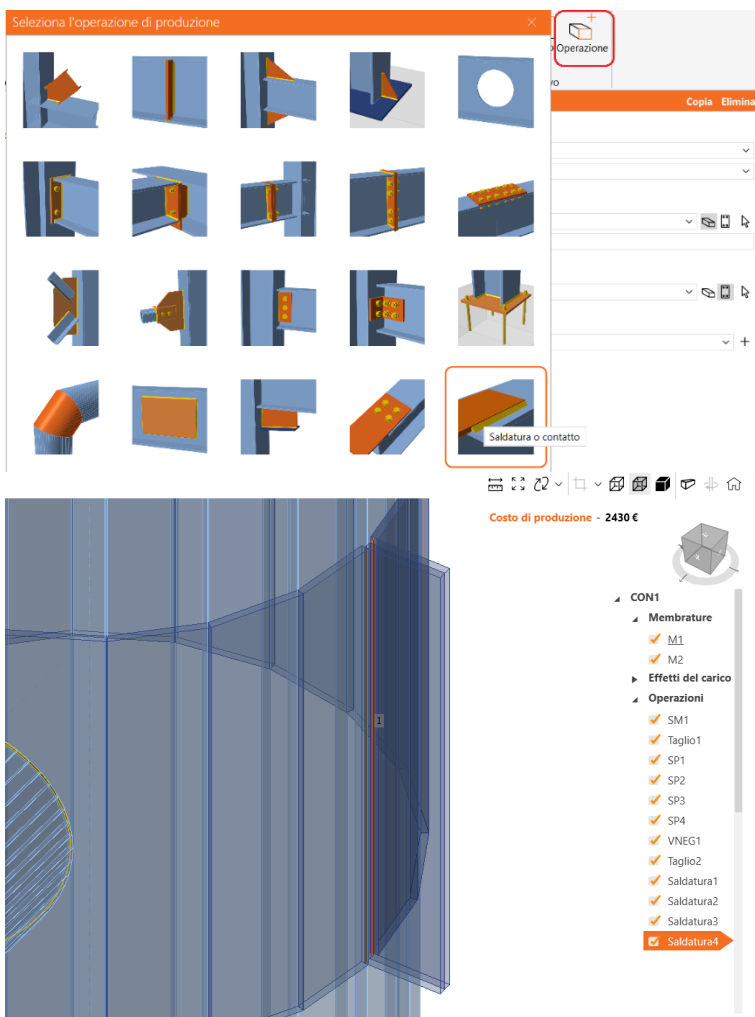 Seleziona l'operazione di produzione
Operazione
vo
Copia Elimina
Saldatura o contatto
Costo di produzione - 2430 €
CON1
Membrature
M1
M2
Effetti del carico
Operazioni
SM1
Taglio1
SP1
SP2
SP3
SP4
VNEG1
Taglio2
Saldatura1
Saldatura2
Saldatura3
Saldatura4
1